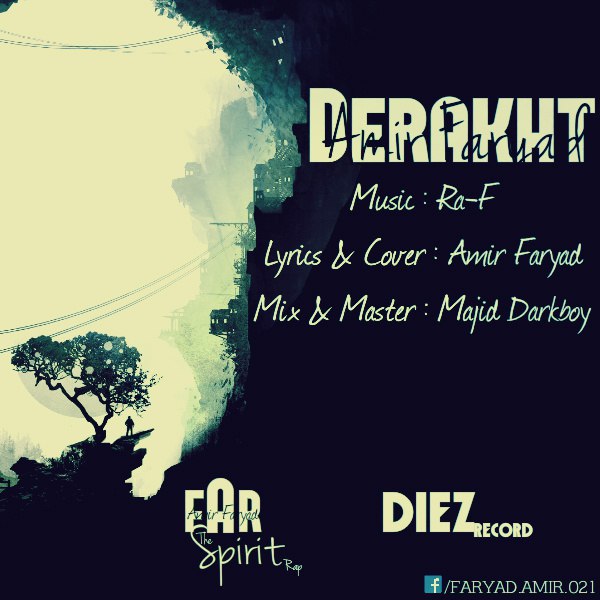 DERAKHT
Amir Faryad
Music : Ra-F
Lyrics & Cover : Amir Faryad
Mix & Master : Majid Darkboy
FAR
Amir Faryad
The
Spirit Rap
DIEZ RECORD
f/FARYAD.AMIR.021